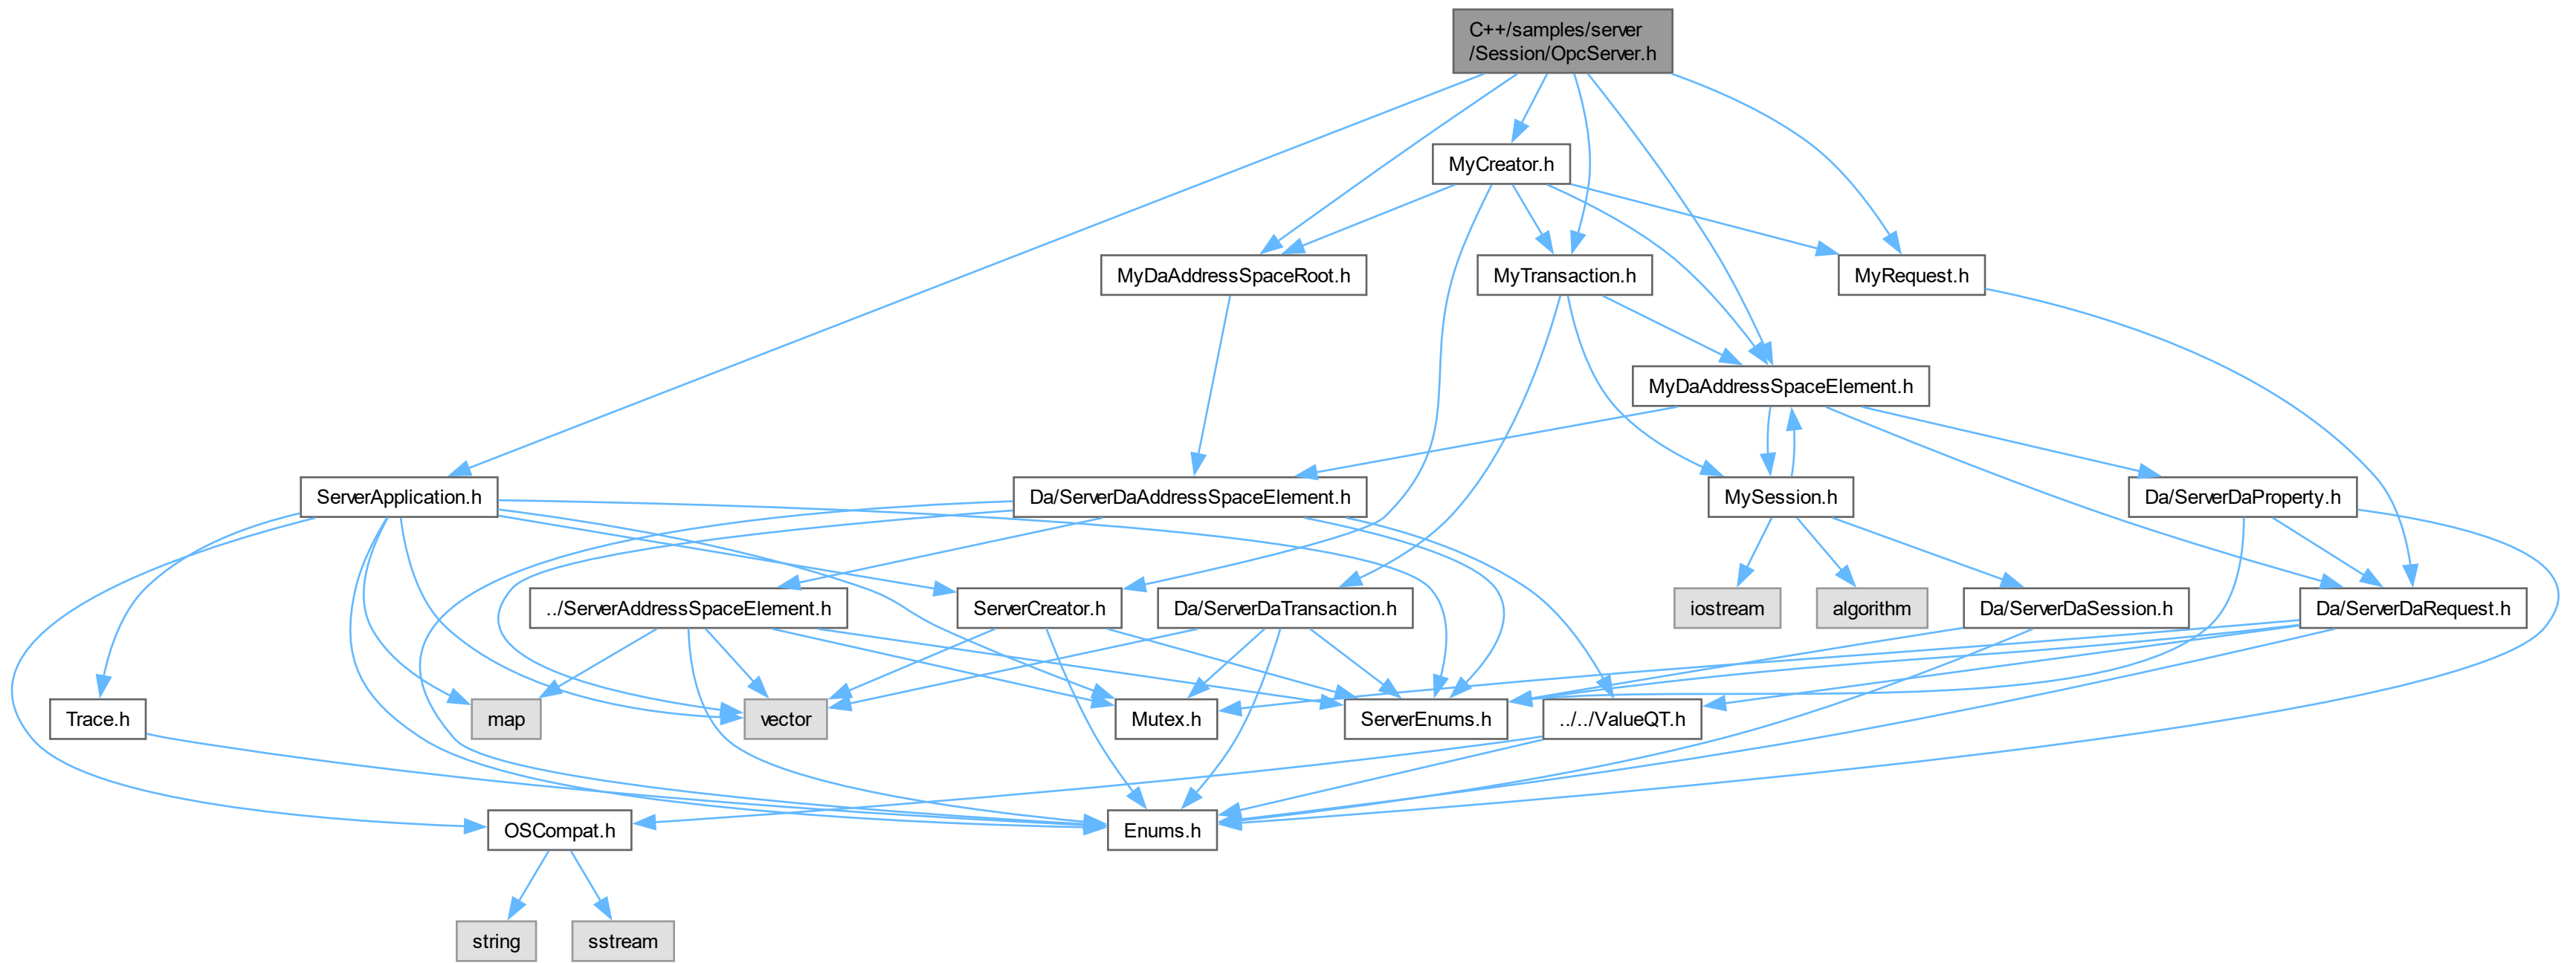 C++/samples/server
/Session/OpcServer.h
MyCreator.h
MyDaAddressSpaceRoot.h
MyTransaction.h
MyRequest.h
MyDaAddressSpaceElement.h
ServerApplication.h
Da/ServerDaAddressSpaceElement.h
MySession.h
Da/ServerDaProperty.h
../ServerAddressSpaceElement.h
ServerCreator.h
Da/ServerDaTransaction.h
iostream
algorithm
Da/ServerDaSession.h
Da/ServerDaRequest.h
Trace.h
map
vector
Mutex.h
ServerEnums.h
../../ValueQT.h
OSCompat.h
Enums.h
string
sstream